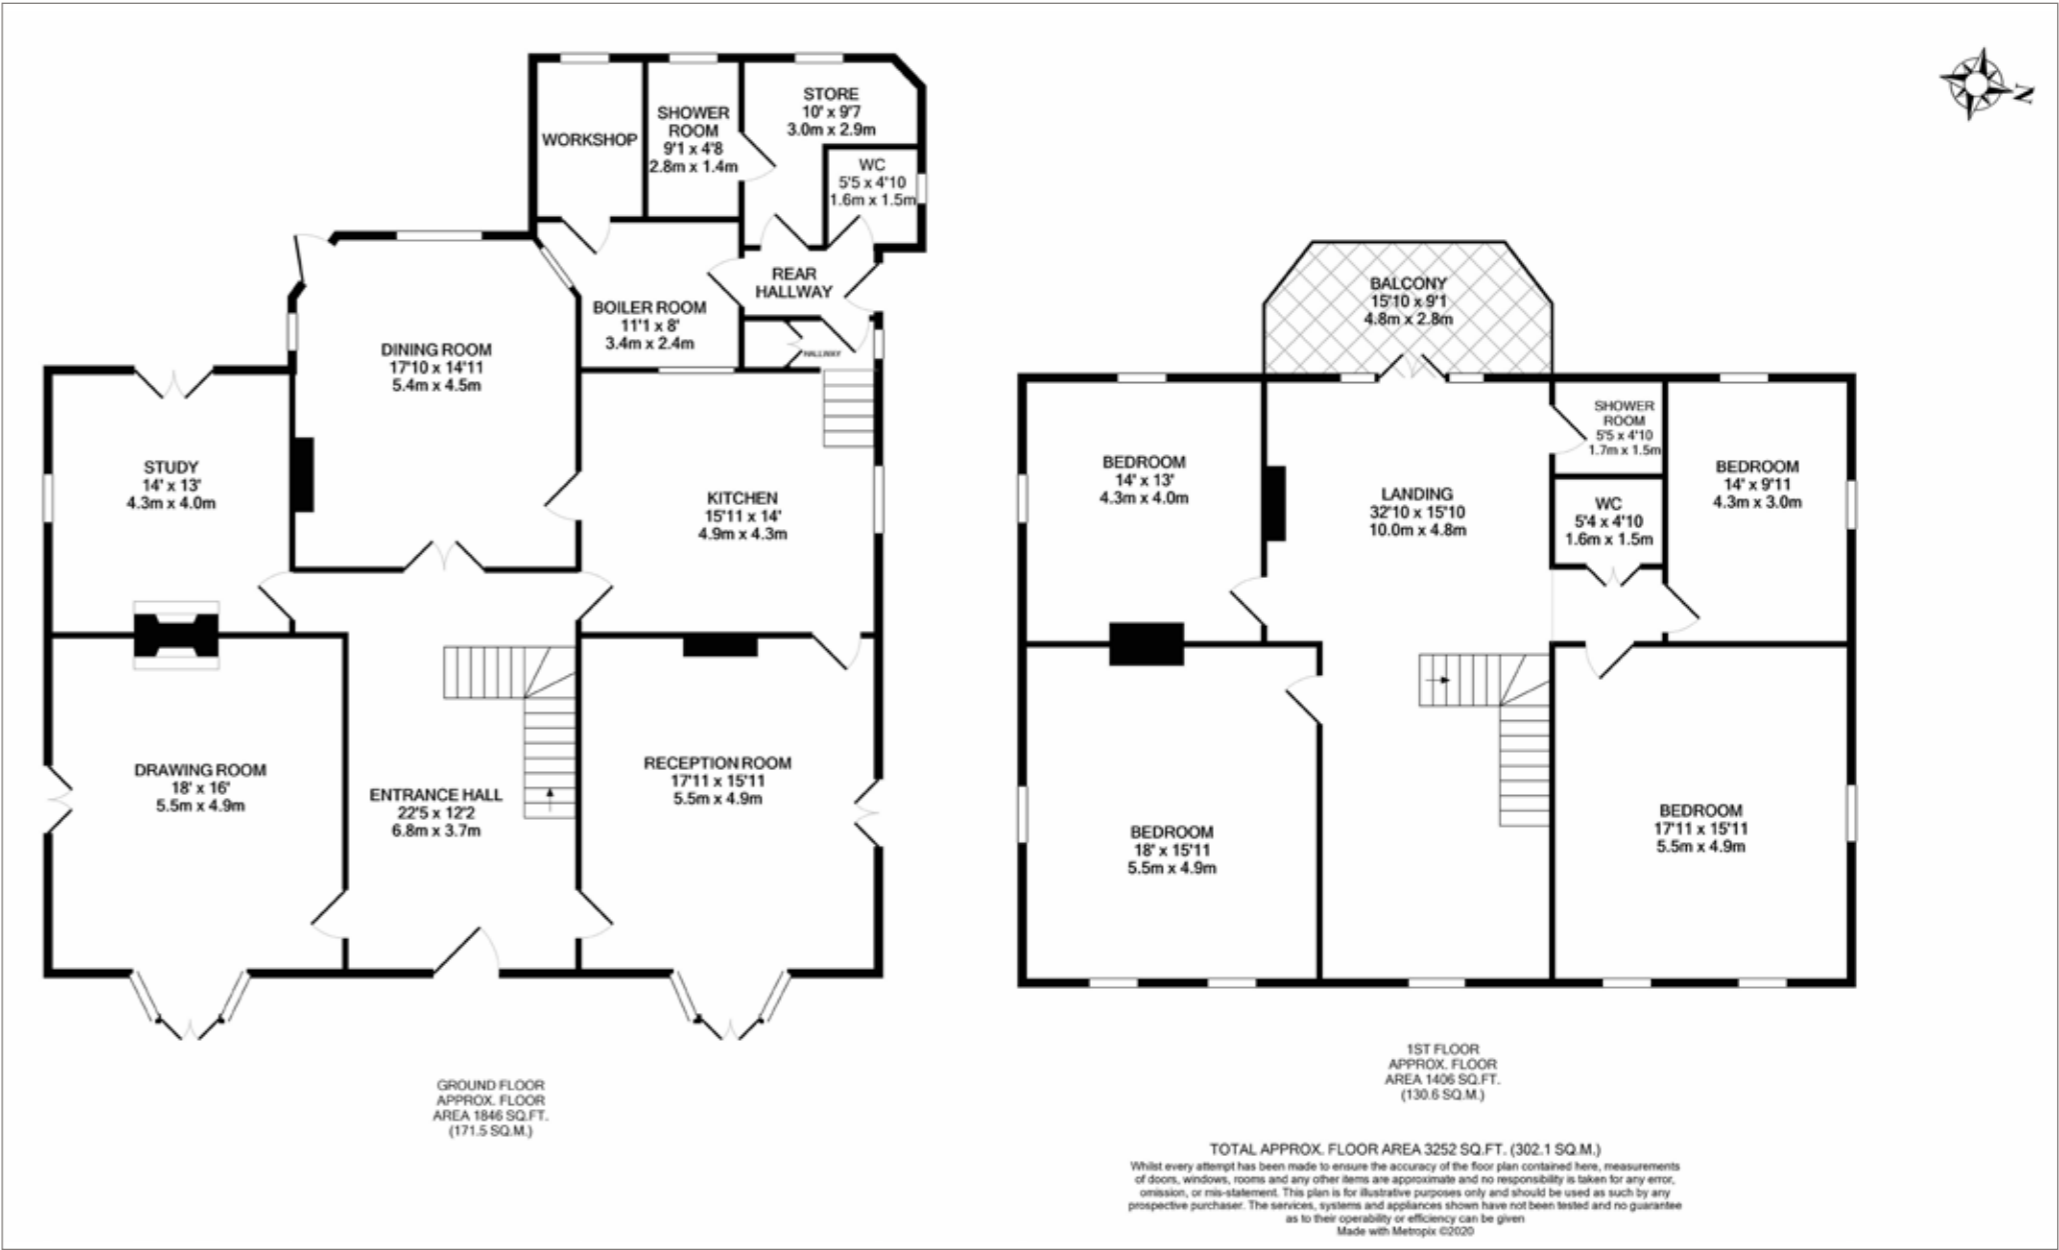 WORKSHOP
SHOWER
ROOM
9'1 x 4'8
2.8m x 1.4m
STORE
10' x 9'7
3.0m x 2.9m
WC
5'5 x 4'10
1.6m x 1.5m
REAR
HALLWAY
BOILER ROOM
11'1 x 8'
3.4m x 2.4m
HALLWAY
DINING ROOM
17'10 x 14'11
5.4m x 4.5m
STUDY
14' x 13'
4.3m x 4.0m
KITCHEN
15'11 x 14'
4.9m x 4.3m
DRAWING ROOM
18' x 16'
5.5m x 4.9m
ENTRANCE HALL
22'5 x 12'2
6.8m x 3.7m
RECEPTION ROOM
17'11 x 15'11
5.5m x 4.9m
GROUND FLOOR
APPROX. FLOOR
AREA 1846 SQ.FT.
(171.5 SQ.M.)
N
BALCONY
15'10 x 9'1
4.8m x 2.8m
BEDROOM
14' x 13'
4.3m x 4.0m
LANDING
32'10 x 15'10
10.0m x 4.8m
SHOWER
ROOM
5'5 x 4'10
1.7m x 1.5m
WC
5'4 x 4'10
1.6m x 1.5m
BEDROOM
14' x 9'11
4.3m x 3.0m
BEDROOM
18' x 15'11
5.5m x 4.9m
BEDROOM
17'11 x 15'11
5.5m x 4.9m
1ST FLOOR
APPROX. FLOOR
AREA 1406 SQ.FT.
(130.6 SQ.M.)
TOTAL APPROX. FLOOR AREA 3252 SQ.FT. (302.1 SQ.M.)
Whilst every attempt has been made to ensure the accuracy of the floor plan contained here, measurements
of doors, windows, rooms and any other items are approximate and no responsibility is taken for any error,
omission, or mis-statement. This plan is for illustrative purposes only and should be used as such by any
prospective purchaser. The services, systems and appliances shown have not been tested and no guarantee
as to their operability or efficiency can be given
Made with Metropix ©2020